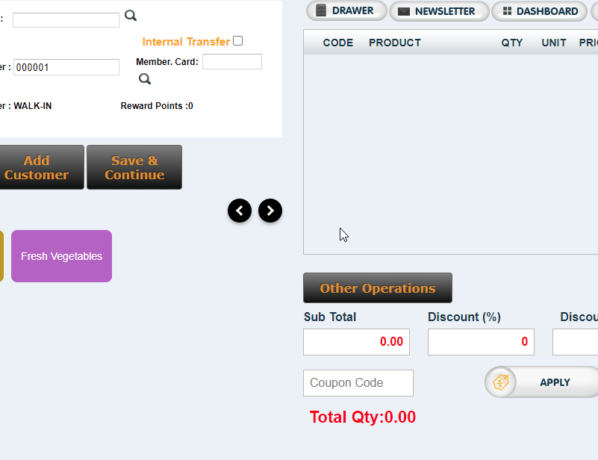 :
DRAWER NEWSLETTER DASHBOARD
Internal Transfer
CODE PRODUCT QTY UNIT PRI
er : 000001 Member. Card:
er : WALK-IN Reward Points :0
Add Customer
Save & Continue
Fresh Vegetables
Other Operations
Sub Total Discount (%) Discou
0.00 0
Coupon Code APPLY
Total Qty:0.00